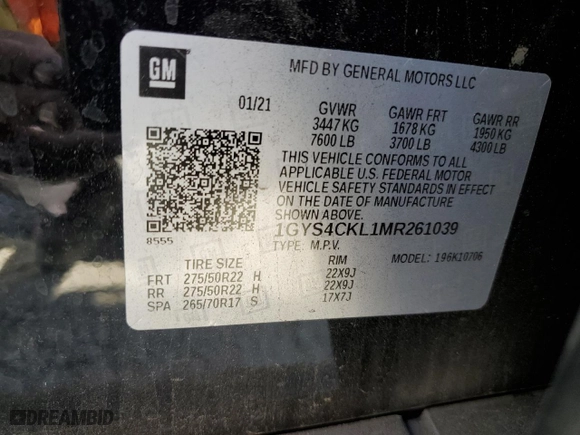 GM
MFD BY GENERAL MOTORS LLC
01/21 GVWR GAWR FRT GAWR RR
3447 KG 1678 KG 1950 KG
7600 LB 3700 LB 4300 LB
THIS VEHICLE CONFORMS TO ALL
APPLICABLE U.S. FEDERAL MOTOR
VEHICLE SAFETY STANDARDS IN EFFECT
ON THE DATE OF MANUFACTURE
SHOWN ABOVE.
8555
1GYS4CKL1MR261039
TYPE: M.P.V. MODEL: 196K10706
TIRE SIZE RIM
FRT 275/50R22 H 22X9J
RR 275/50R22 H 22X9J
SPA 265/70R17 S 17X7J
DREAMBID